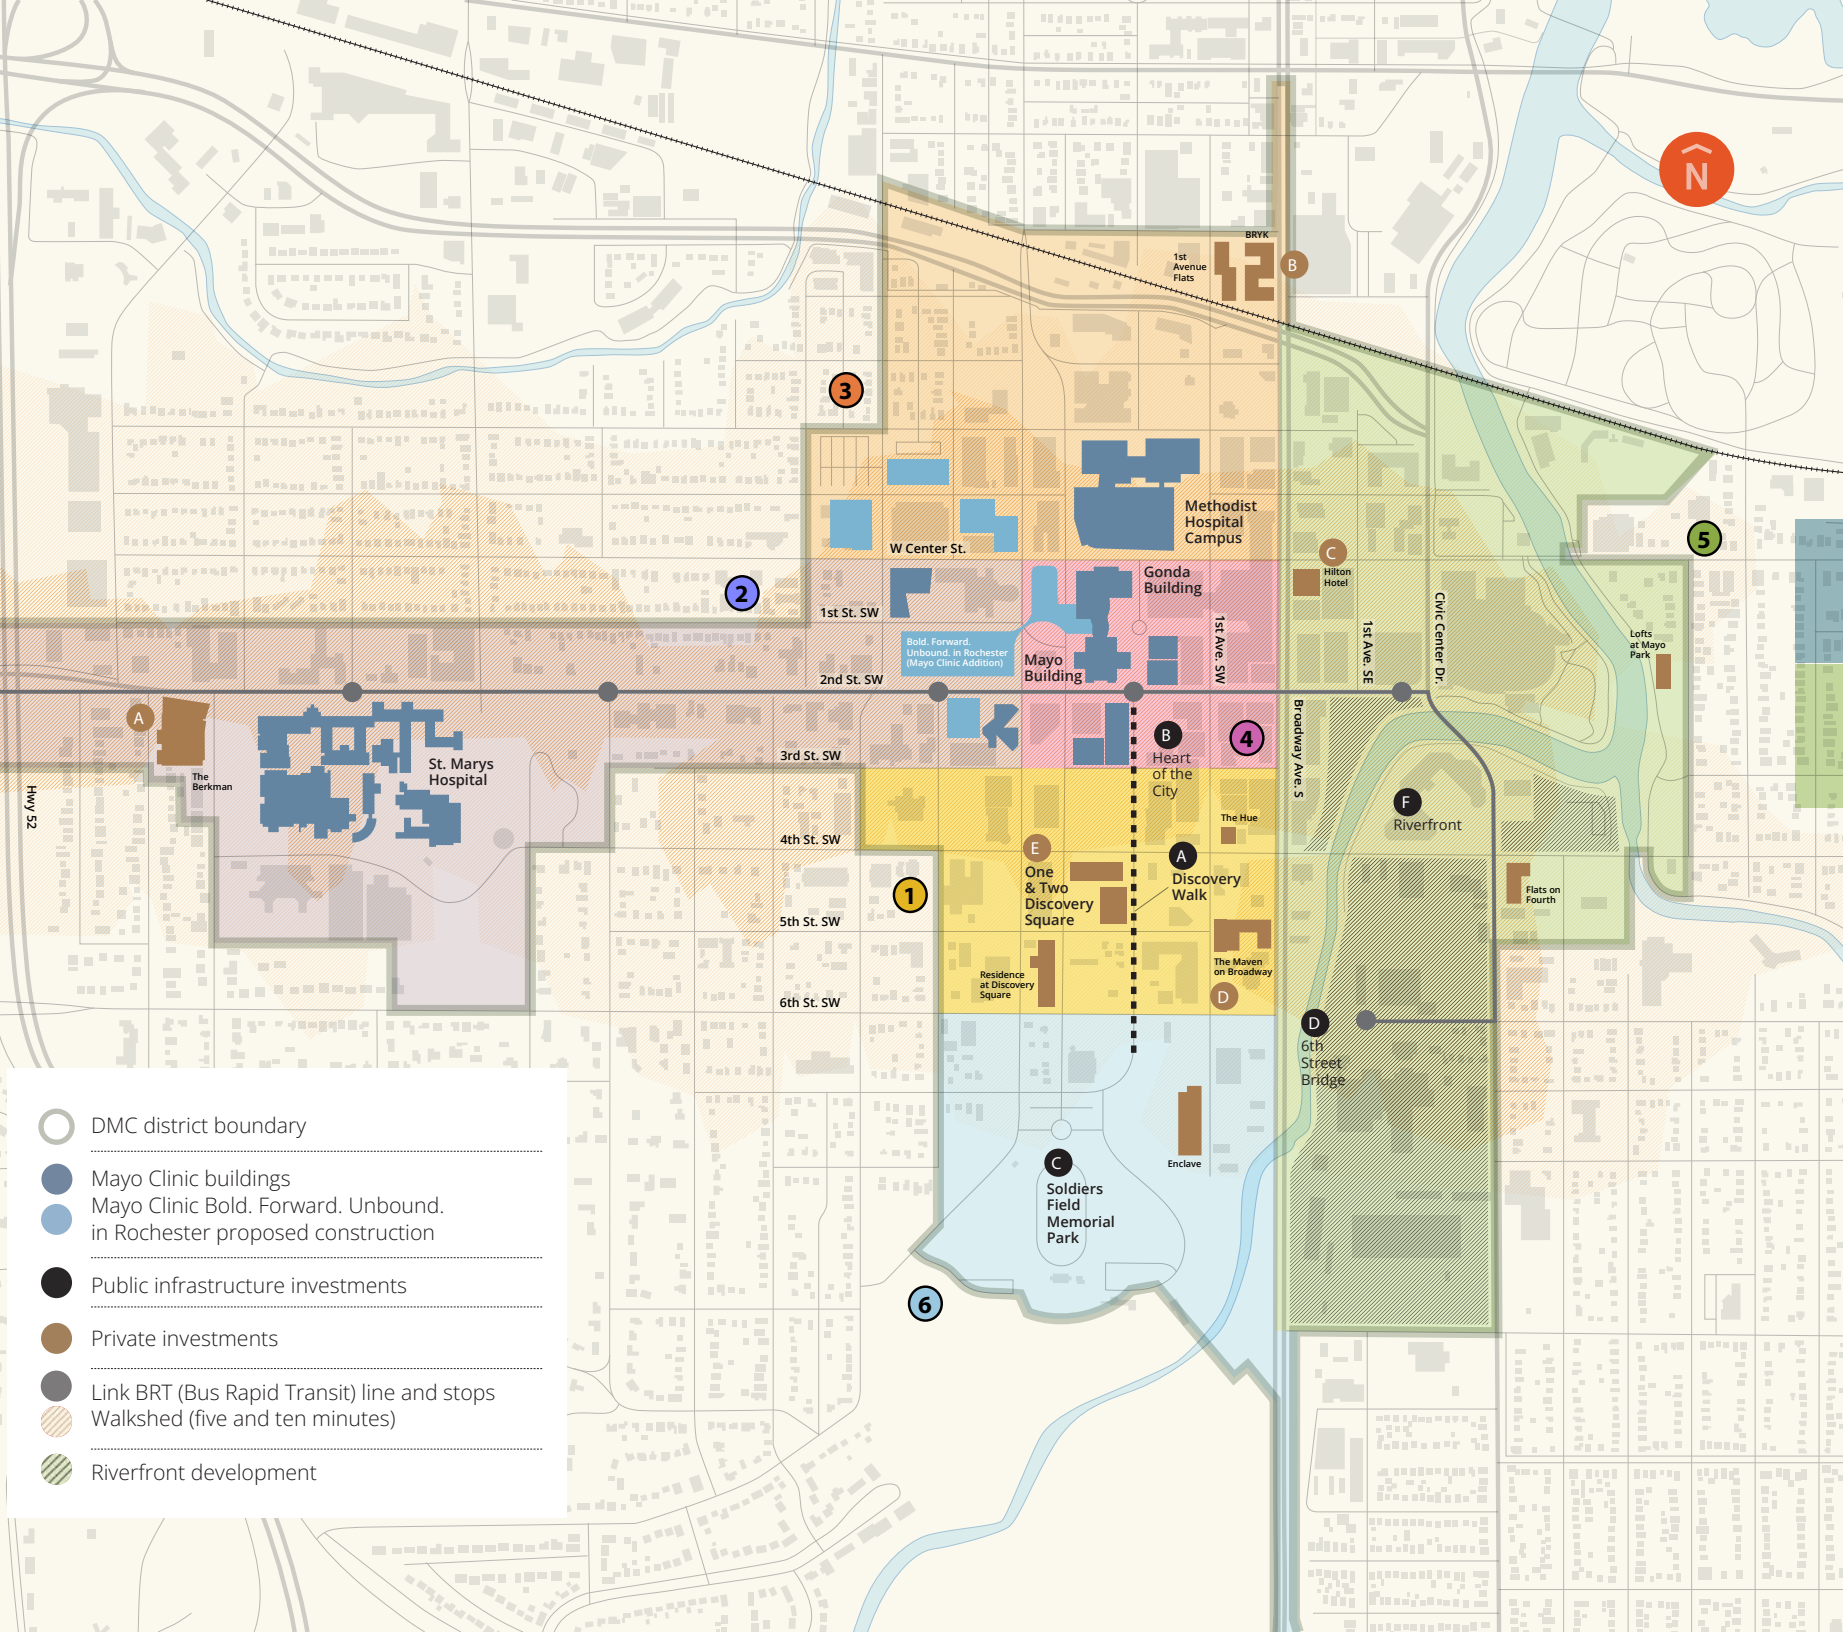 N
BRYK
1st
Avenue
Flats
B
3
Methodist
Hospital
Campus
5
W Center St.
C
Hilton
Hotel
Gonda
Building
2
1st St. SW
Civic Center Dr.
1st Ave. SW
1st Ave. SE
Bold. Forward.
Unbound. in Rochester
(Mayo Clinic Addition)
Lofts
at Mayo
Park
Mayo
Building
2nd St. SW
A
The
Berkman
St. Marys
Hospital
3rd St. SW
B
Heart
of the
City
4
Broadway Ave. S
Hwy 52
F
Riverfront
The Hue
4th St. SW
E
One
& Two
Discovery
Square
A
Discovery
Walk
1
Flats on
Fourth
5th St. SW
The Maven
on Broadway
D
Residence
at Discovery
Square
6th St. SW
D
6th
Street
Bridge
Enclave
C
Soldiers
Field
Memorial
Park
6
DMC district boundary
Mayo Clinic buildings
Mayo Clinic Bold. Forward. Unbound.
in Rochester proposed construction
Public infrastructure investments
Private investments
Link BRT (Bus Rapid Transit) line and stops
Walkshed (five and ten minutes)
Riverfront development